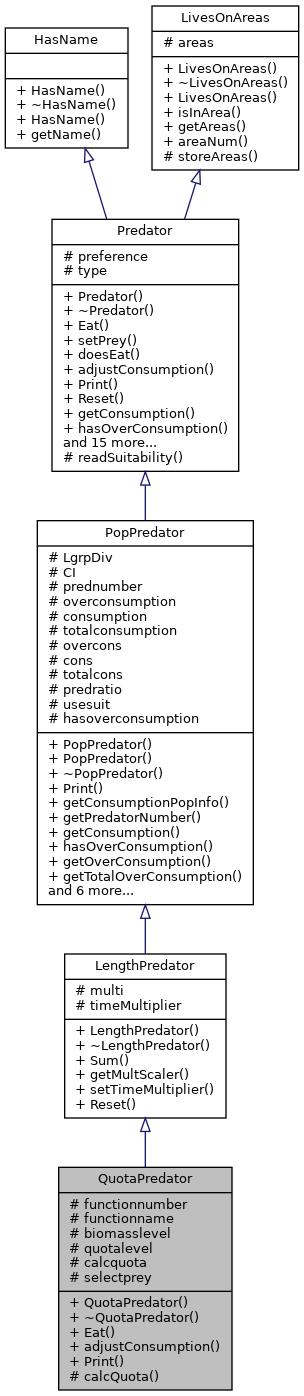 HasName
+ HasName()
+ ~HasName()
+ HasName()
+ getName()
LivesOnAreas
# areas
+ LivesOnAreas()
+ ~LivesOnAreas()
+ LivesOnAreas()
+ isInArea()
+ getAreas()
+ areaNum()
# storeAreas()
Predator
# preference
# type
+ Predator()
+ ~Predator()
+ Eat()
+ setPrey()
+ doesEat()
+ adjustConsumption()
+ Print()
+ Reset()
+ getConsumption()
+ hasOverConsumption()
and 15 more...
# readSuitability()
PopPredator
# LgrpDiv
# CI
# prednumber
# overconsumption
# consumption
# totalconsumption
# overcons
# cons
# totalcons
# predratio
# usesuit
# hasoverconsumption
+ PopPredator()
+ PopPredator()
+ ~PopPredator()
+ Print()
+ getConsumptionPopInfo()
+ getPredatorNumber()
+ getConsumption()
+ hasOverConsumption()
+ getOverConsumption()
+ getTotalOverConsumption()
and 6 more...
LengthPredator
# multi
# timeMultiplier
+ LengthPredator()
+ ~LengthPredator()
+ Sum()
+ getMultScaler()
+ setTimeMultiplier()
+ Reset()
QuotaPredator
# functionnumber
# functionname
# biomasslevel
# quotalevel
# calcquota
# selectprey
+ QuotaPredator()
+ ~QuotaPredator()
+ Eat()
+ adjustConsumption()
+ Print()
# calcQuota()